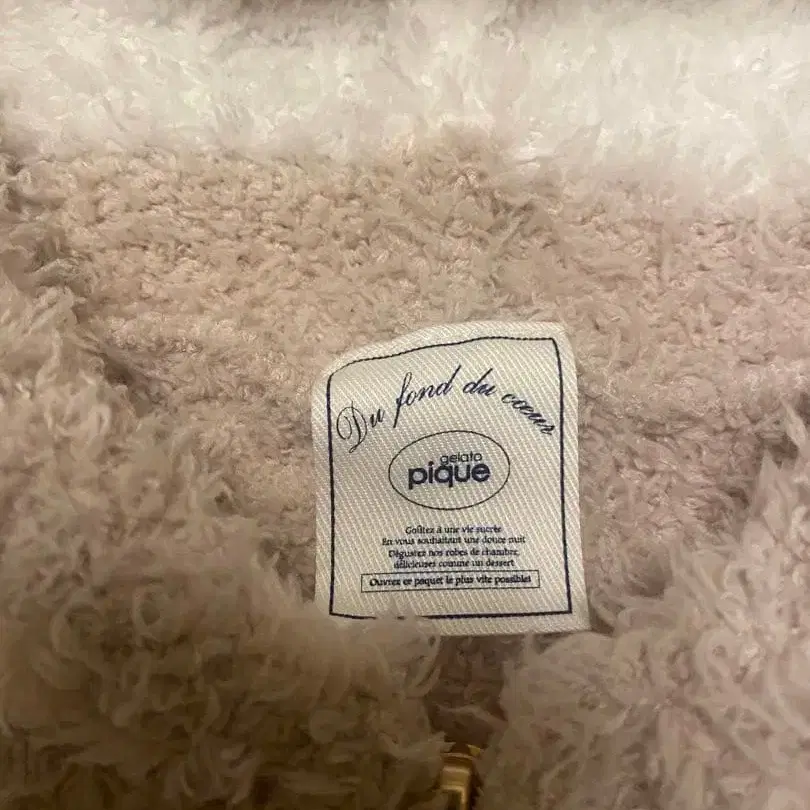 Du fond du cœur
gelato
pique
Goûtez à une vie sucrée
En vous souhaitant une douce nuit
Dégustez nos robes de chambre,
délicieuses comme un dessert
Ouvrez ce paquet le plus vite possible!